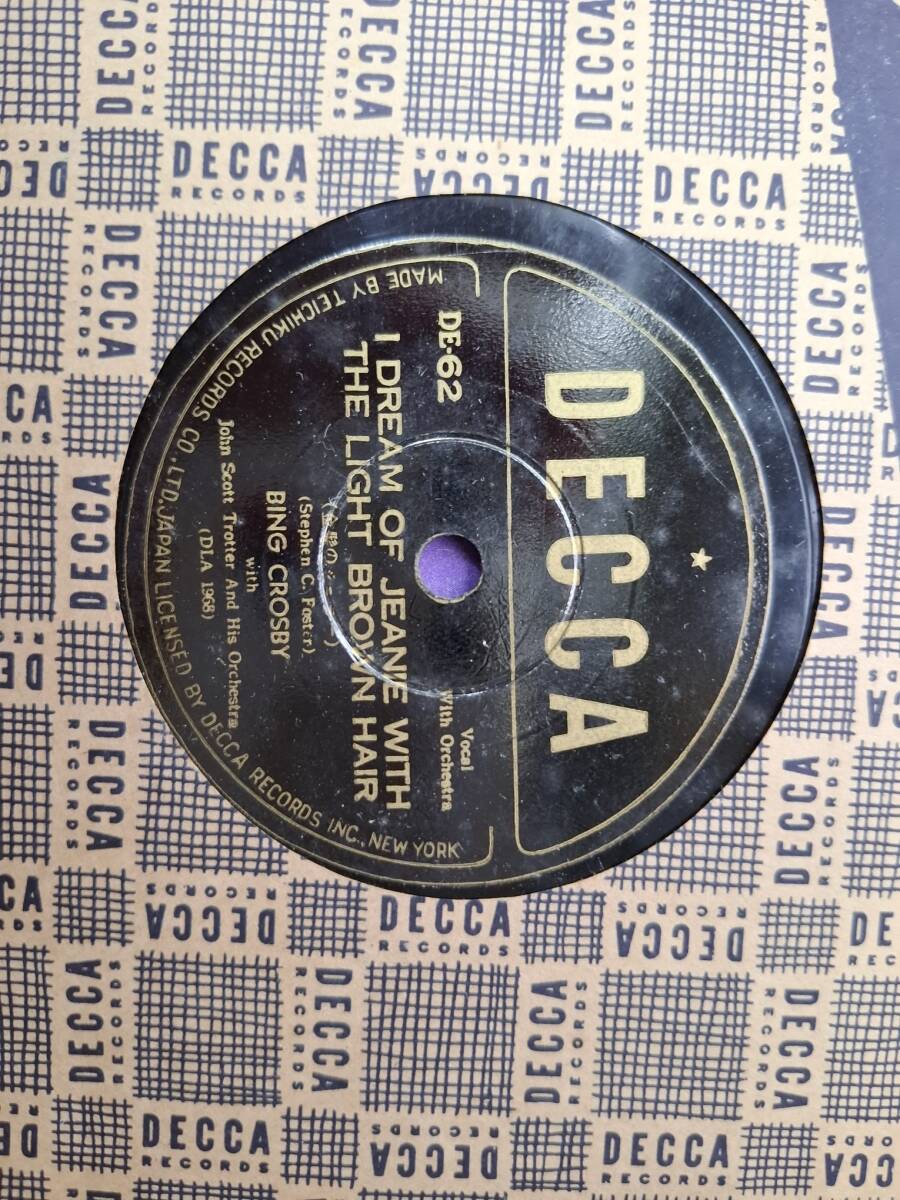 DECCA
DE-62
Vocal
With Orchestra
I DREAM OF JEANIE WITH
THE LIGHT BROWN HAIR
(Stephen C. Foster)
BING CROSBY
with
John Scott Trotter And His Orchestra
(DLA 1968)
MADE BY TEICHIKU RECORDS CO., LTD. JAPAN LICENSED BY DECCA RECORDS INC., NEW YORK
DECCA
RECORDS